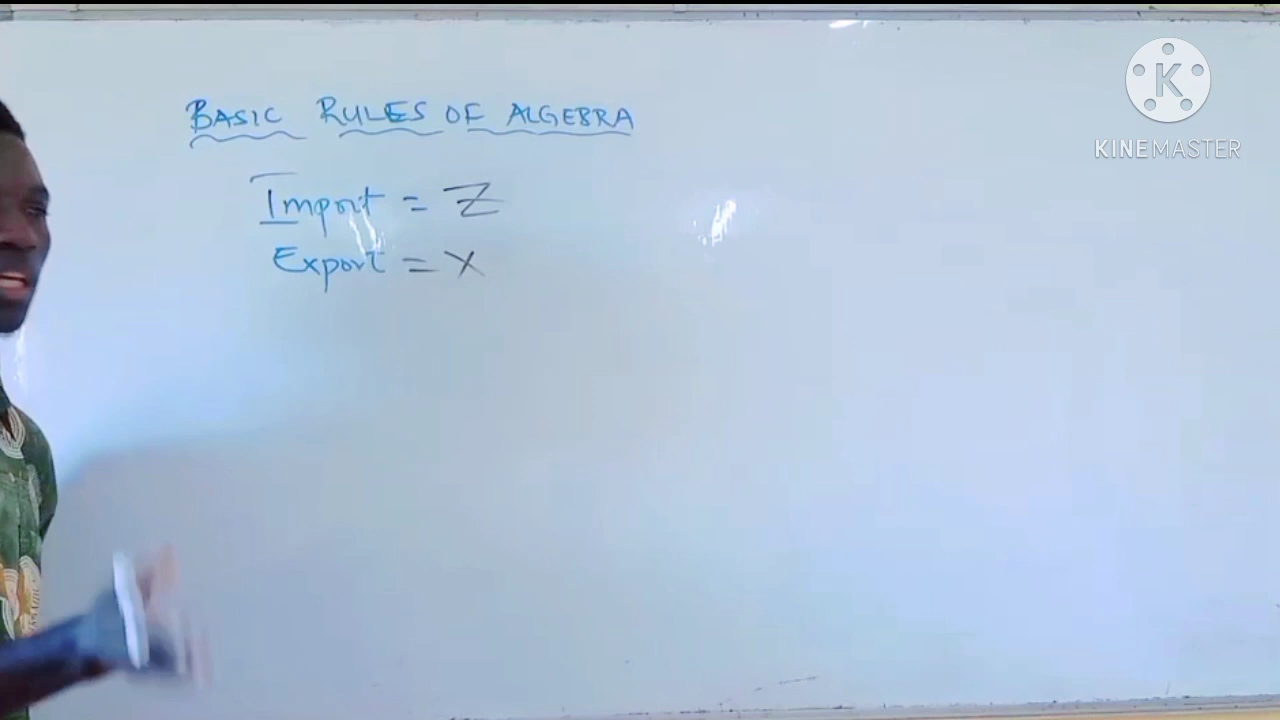 BASIC RULES OF ALGEBRA
Import = Z
Export = X
K
KINEMASTER